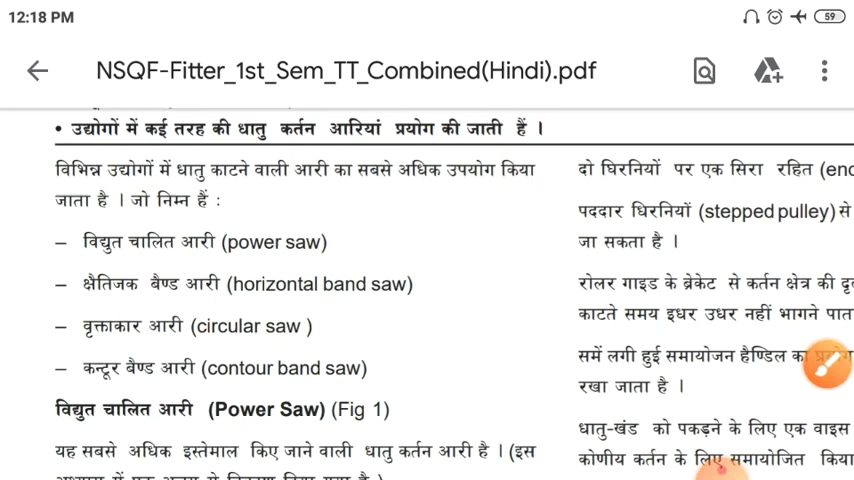 12:18 PM
59
NSQF-Fitter_1st_Sem_TT_Combined(Hindi).pdf
• उद्योगों में कई तरह की धातु कर्तन आरियां प्रयोग की जाती हैं ।
विभिन्न उद्योगों में धातु काटने वाली आरी का सबसे अधिक उपयोग किया
जाता है । जो निम्न हैं :
– विद्युत चालित आरी (power saw)
– क्षैतिजक बैण्ड आरी (horizontal band saw)
– वृक्ताकार आरी (circular saw )
– कन्टूर बैण्ड आरी (contour band saw)
विद्युत चालित आरी (Power Saw) (Fig 1)
यह सबसे अधिक इस्तेमाल किए जाने वाली धातु कर्तन आरी है । (इस
दो घिरनियों पर एक सिरा रहित (end
पददार घिरनियों (stepped pulley) से
जा सकता है ।
रोलर गाइड के ब्रेकेट से कर्तन क्षेत्र की
काटते समय इधर उधर नहीं भागने पाता
समें लगी हुई समायोजन हैण्डिल का
रखा जाता है ।
धातु-खंड को पकड़ने के लिए एक वाइस
कोणीय कर्तन के लिए समायोजित किया